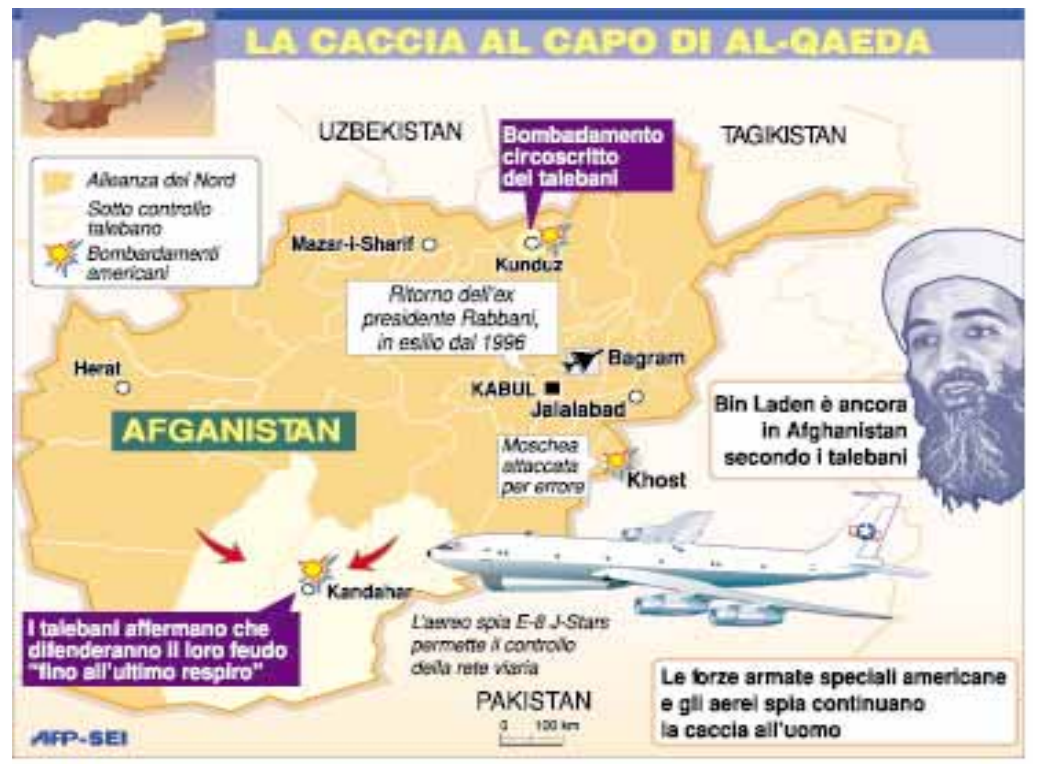 LA CACCIA AL CAPO DI AL-QAEDA
UZBEKISTAN
TAGIKISTAN
Bombadamento
circoscritto
dei talebani
Alleanza del Nord
Sotto controllo
talebano
Bombardamenti
americani
Mazar-i-Sharif
Kunduz
Ritorno dell'ex
presidente Rabbani,
in esilio dal 1996
Herat
Bagram
KABUL
Jalalabad
AFGANISTAN
Bin Laden è ancora
in Afghanistan
secondo i talebani
Moschea
attaccata
per errore
Khost
Kandahar
I talebani affermano che
difenderanno il loro feudo
"fino all'ultimo respiro"
L'aereo spia E-8 J-Stars
permette il controllo
della rete viaria
PAKISTAN
0 100 km
Le forze armate speciali americane
e gli aerei spia continuano
la caccia all'uomo
AFP-SEI